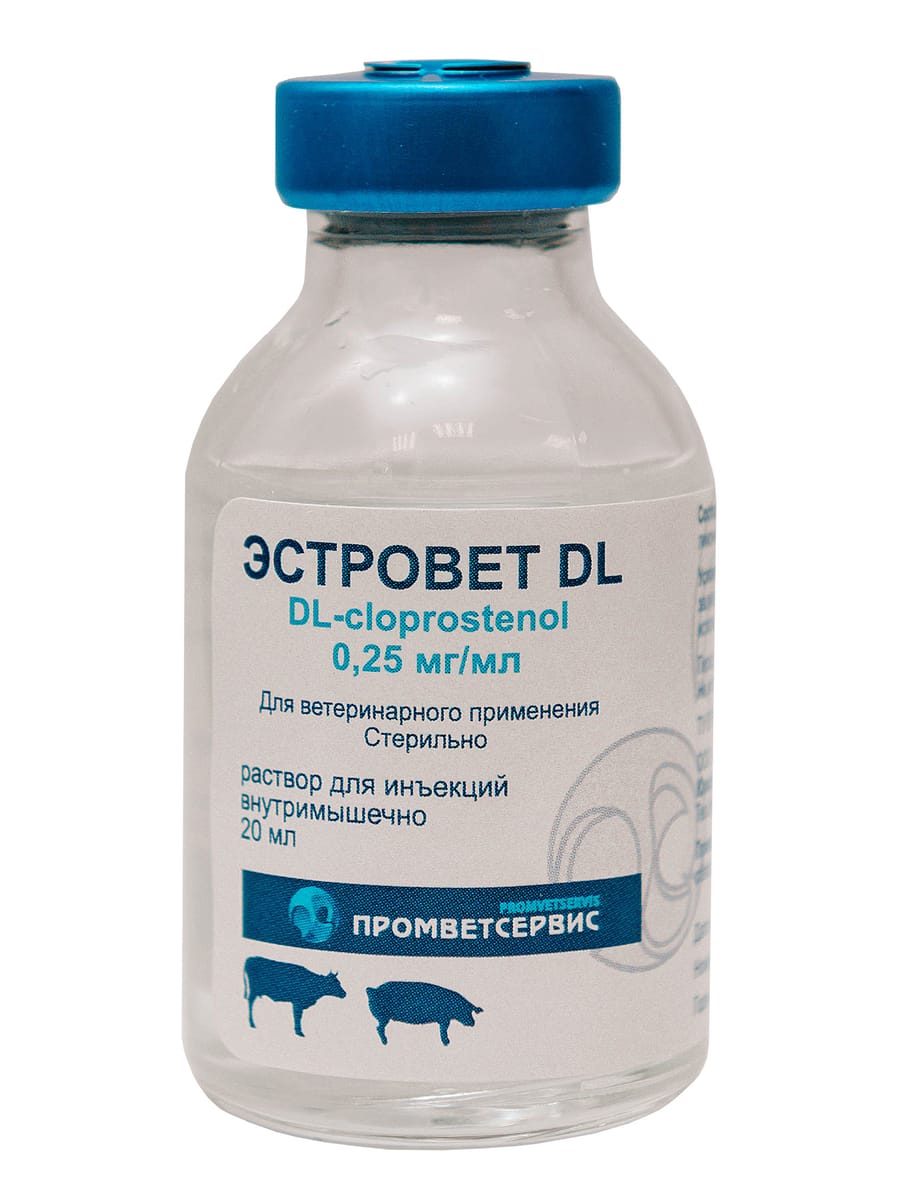 ЭСТРОВЕТ DL
DL-cloprostenol
0,25 мг/мл
Для ветеринарного применения
Стерильно
раствор для инъекций
внутримышечно
20 мл
PROMVETSERVIS
ПРОМВЕТСЕРВИС